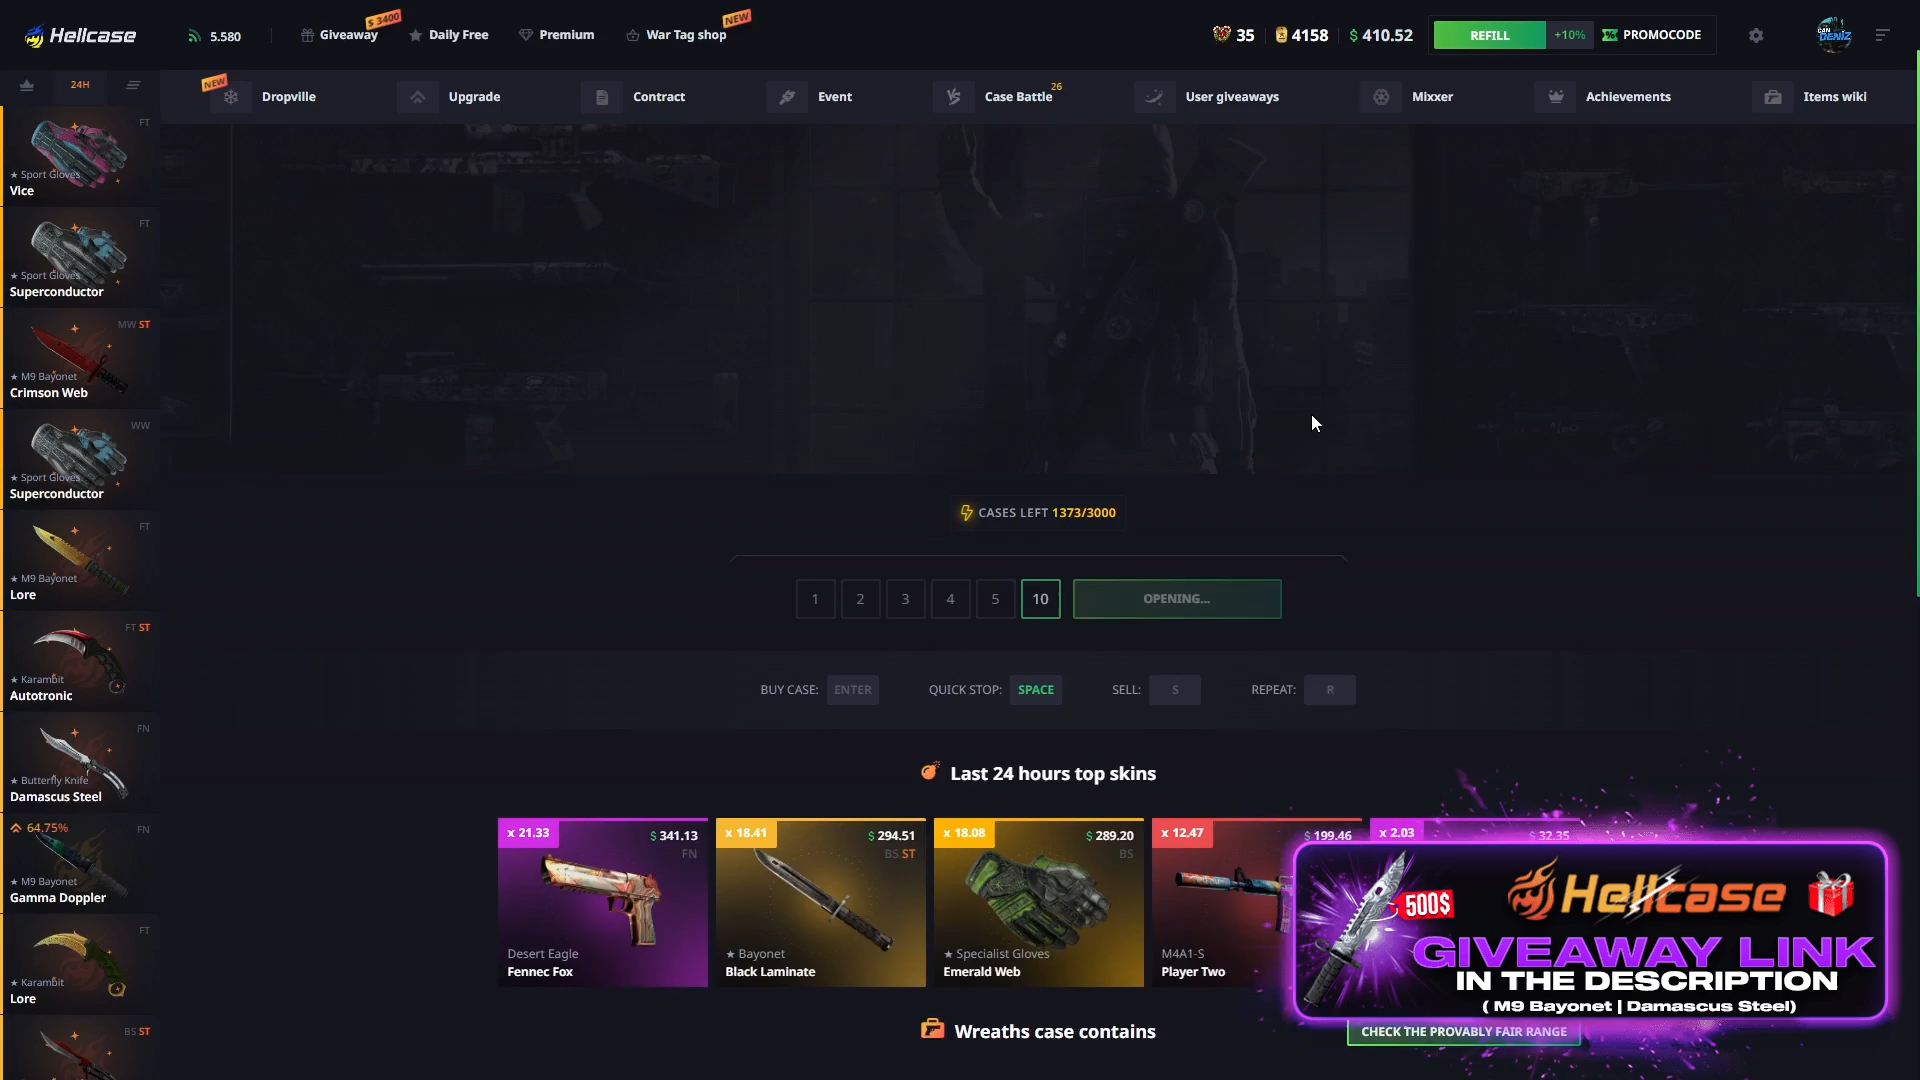 Hellcase
5.580
Giveaway
$ 3400
Daily Free
Premium
War Tag shop
NEW
35
4158
$ 410.52
REFILL
+10%
PROMOCODE
24H
NEW
Dropville
Upgrade
Contract
Event
VS
Case Battle
26
User giveaways
Mixxer
Achievements
Items wiki
FT
★ Sport Gloves
Vice
FT
★ Sport Gloves
Superconductor
MW ST
★ M9 Bayonet
Crimson Web
WW
★ Sport Gloves
Superconductor
FT
★ M9 Bayonet
Lore
FT ST
★ Karambit
Autotronic
FN
★ Butterfly Knife
Damascus Steel
64.75%
FN
★ M9 Bayonet
Gamma Doppler
FT
★ Karambit
Lore
BS ST
CASES LEFT 1373/3000
1
2
3
4
5
10
OPENING...
BUY CASE: ENTER
QUICK STOP: SPACE
SELL: S
REPEAT: R
Last 24 hours top skins
x 21.33
$ 341.13
FN
Desert Eagle
Fennec Fox
x 18.41
$ 294.51
BS ST
★ Bayonet
Black Laminate
x 18.08
$ 289.20
BS
★ Specialist Gloves
Emerald Web
x 12.47
$ 199.46
M4A1-S
Player Two
x 2.03
$ 32.35
500$
Hellcase
GIVEAWAY LINK
IN THE DESCRIPTION
( M9 Bayonet | Damascus Steel)
Wreaths case contains
CHECK THE PROVABLY FAIR RANGE